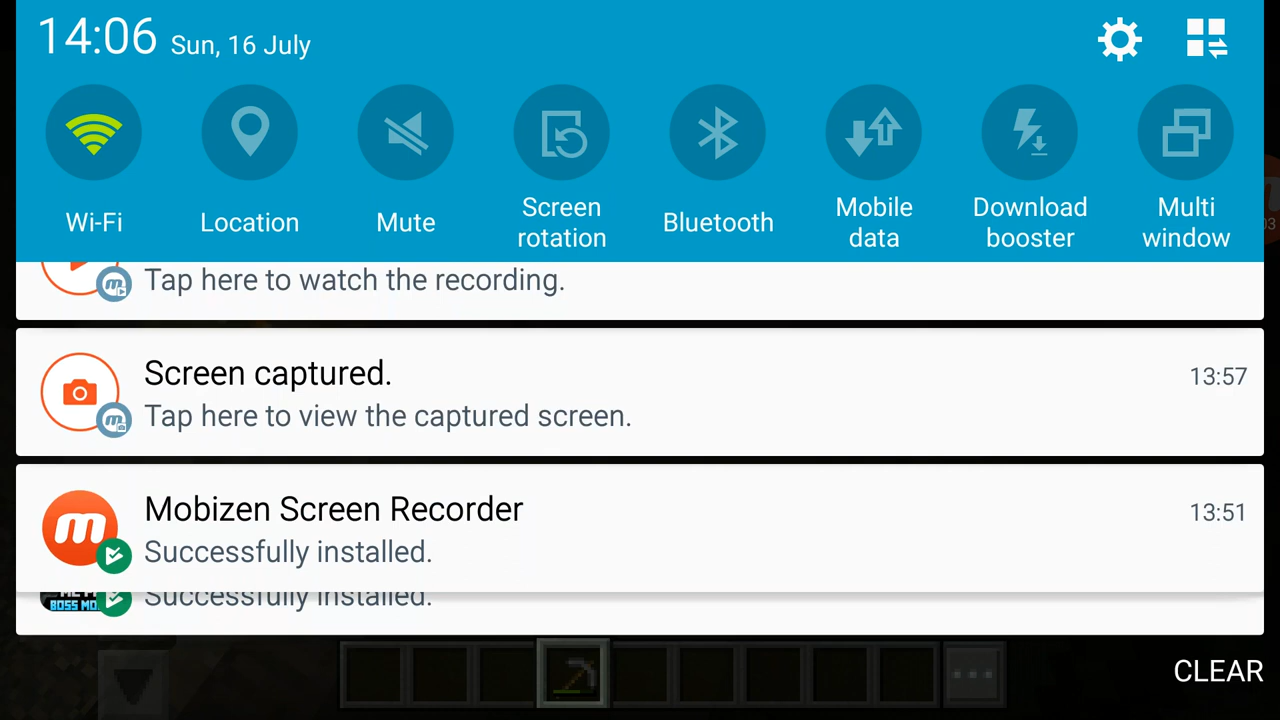 14:06 Sun, 16 July
Wi-Fi
Location
Mute
Screen
rotation
Bluetooth
Mobile
data
Download
booster
Multi
window
Tap here to watch the recording.
Screen captured.
13:57
Tap here to view the captured screen.
Mobizen Screen Recorder
13:51
Successfully installed.
Successfully installed.
BOSS
CLEAR